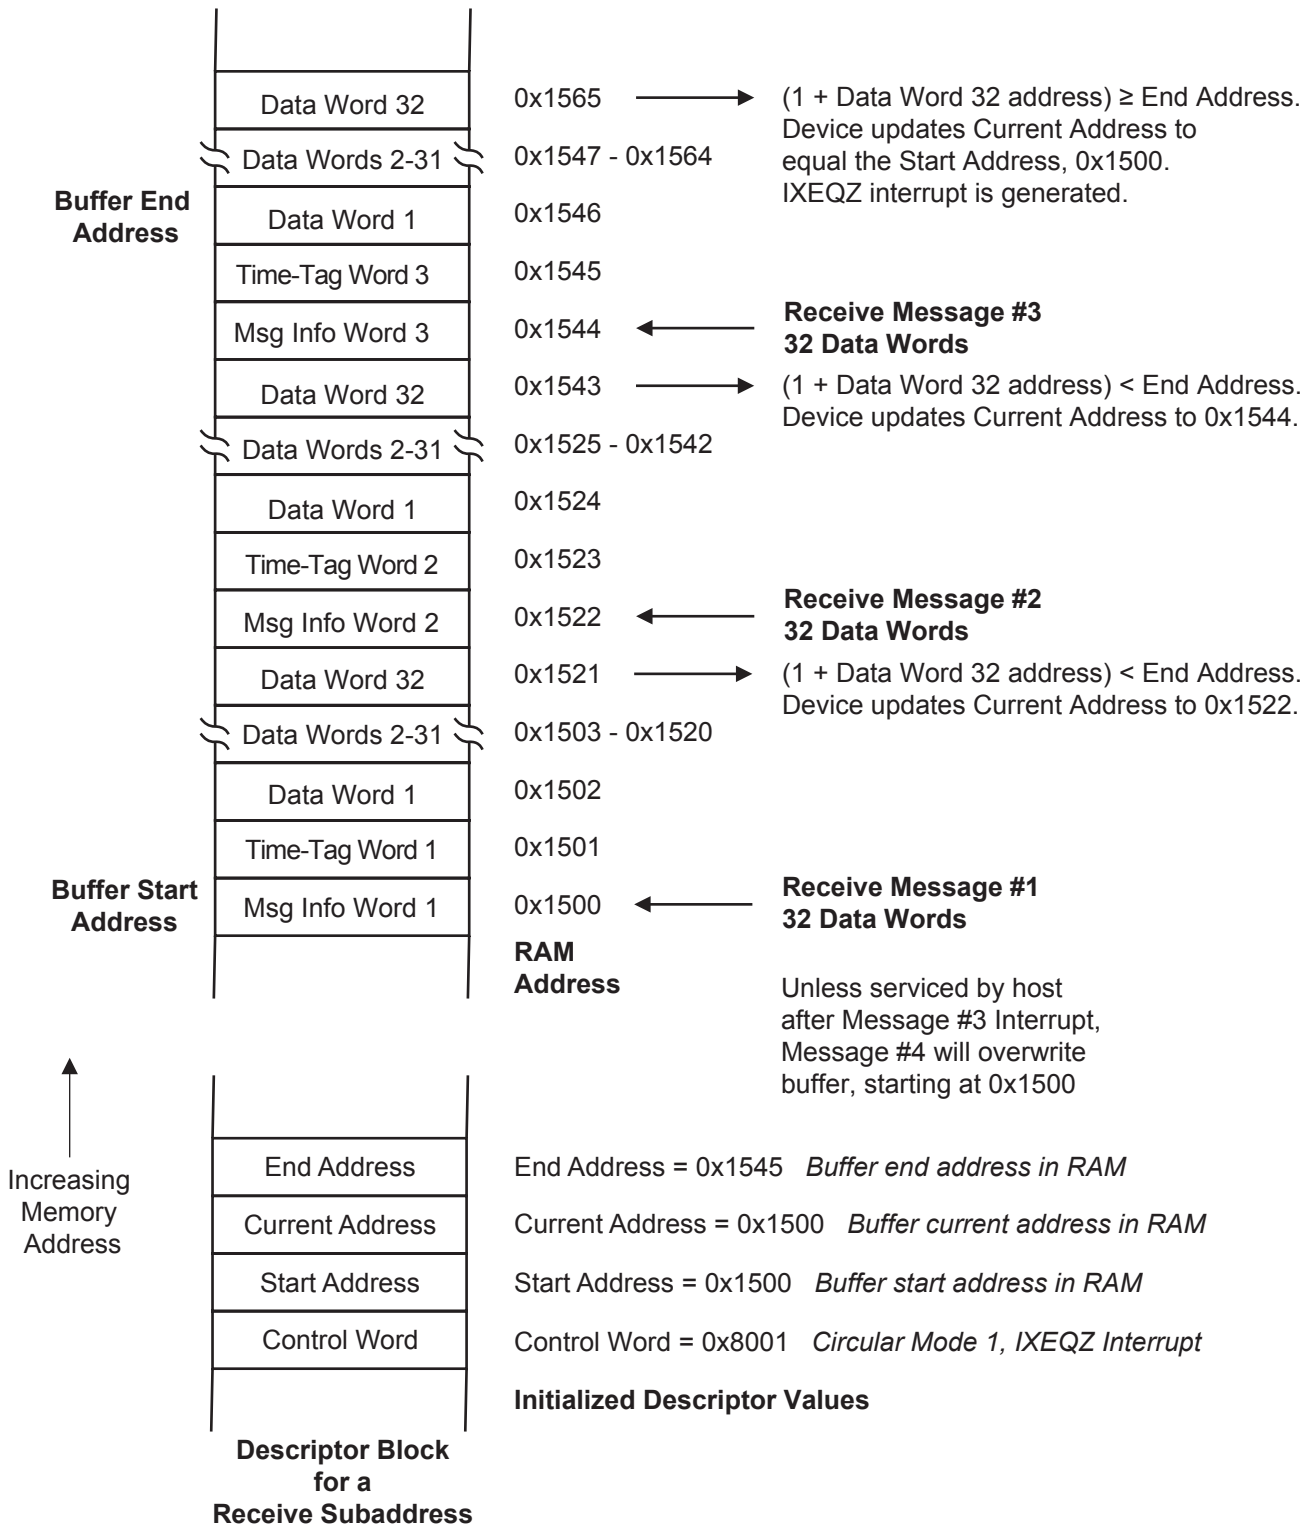 Data Word 32 0x1565 (1 + Data Word 32 address) ≥ End Address.
Device updates Current Address to
Data Words 2-31 0x1547 - 0x1564 equal the Start Address, 0x1500.
IXEQZ interrupt is generated.
Buffer End
Address
Data Word 1 0x1546
Time-Tag Word 3 0x1545
Msg Info Word 3 0x1544
Receive Message #3
32 Data Words
Data Word 32 0x1543 (1 + Data Word 32 address) < End Address.
Device updates Current Address to 0x1544.
Data Words 2-31 0x1525 - 0x1542
Data Word 1 0x1524
Time-Tag Word 2 0x1523
Msg Info Word 2 0x1522
Receive Message #2
32 Data Words
Data Word 32 0x1521 (1 + Data Word 32 address) < End Address.
Device updates Current Address to 0x1522.
Data Words 2-31 0x1503 - 0x1520
Data Word 1 0x1502
Time-Tag Word 1 0x1501
Buffer Start
Address
Msg Info Word 1 0x1500
Receive Message #1
32 Data Words
RAM
Address
Unless serviced by host
after Message #3 Interrupt,
Message #4 will overwrite
buffer, starting at 0x1500
Increasing
Memory
Address
End Address End Address = 0x1545 Buffer end address in RAM
Current Address Current Address = 0x1500 Buffer current address in RAM
Start Address Start Address = 0x1500 Buffer start address in RAM
Control Word Control Word = 0x8001 Circular Mode 1, IXEQZ Interrupt
Initialized Descriptor Values
Descriptor Block
for a
Receive Subaddress